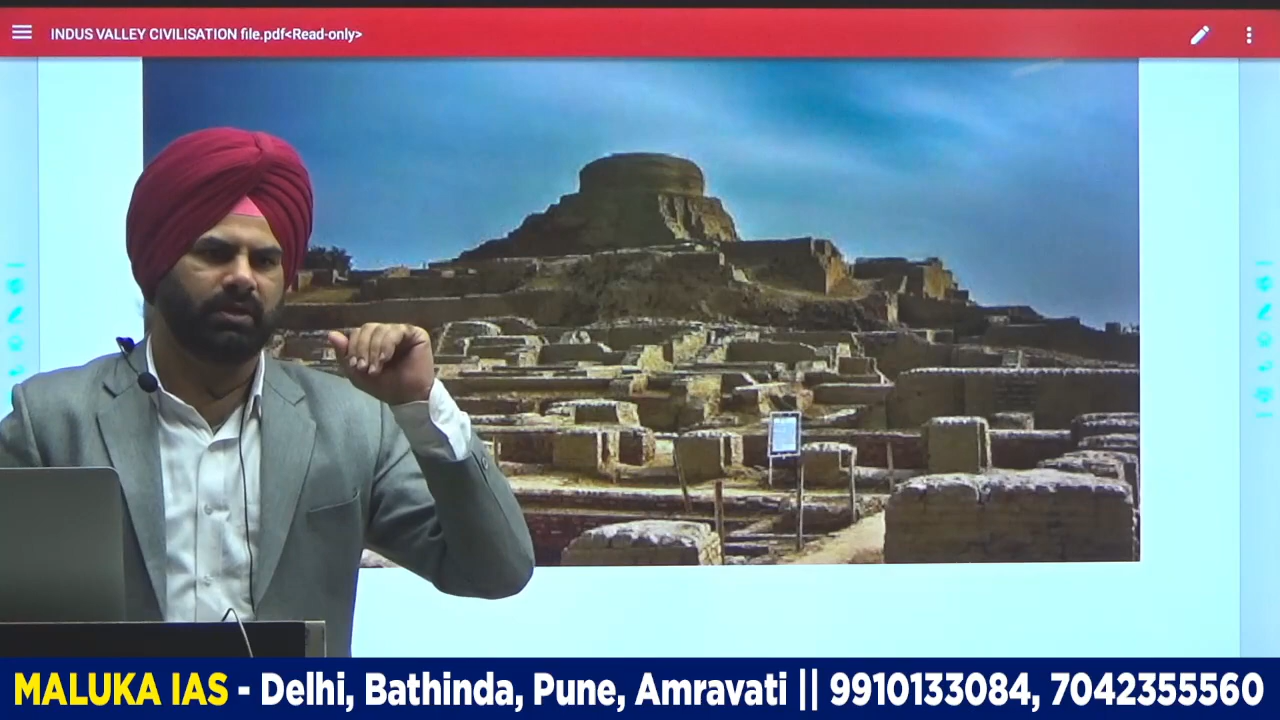 INDUS VALLEY CIVILISATION file.pdf<Read-only>
MALUKA IAS - Delhi, Bathinda, Pune, Amravati || 9910133084, 7042355560